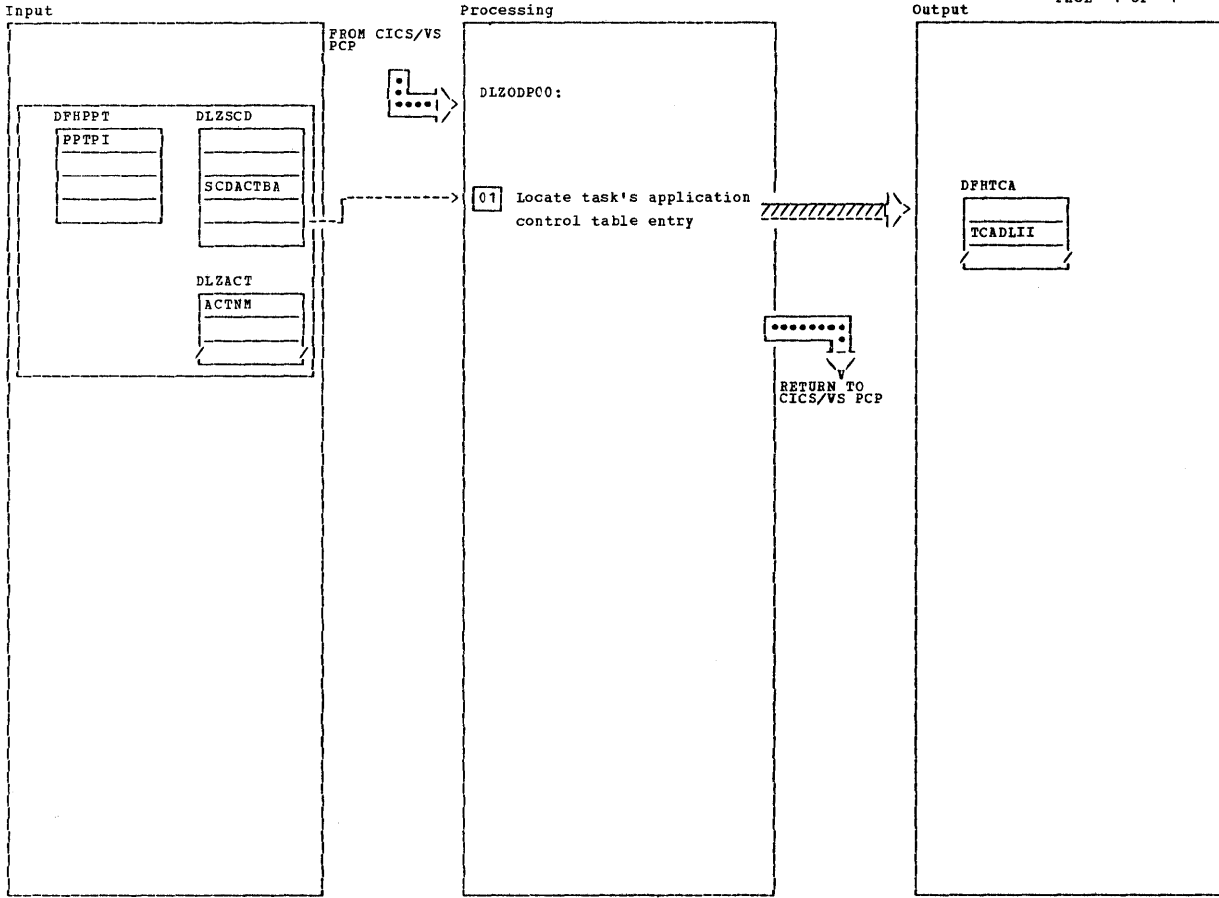 Input
Processing
Output
FROM CICS/VS
PCP
DLZODP00:
DFHPPT
DLZSCD
PPTPI
SCDACTBA
01 Locate task's application
control table entry
DFHTCA
TCADLII
DLZACT
ACTNM
RETURN TO
CICS/VS PCP